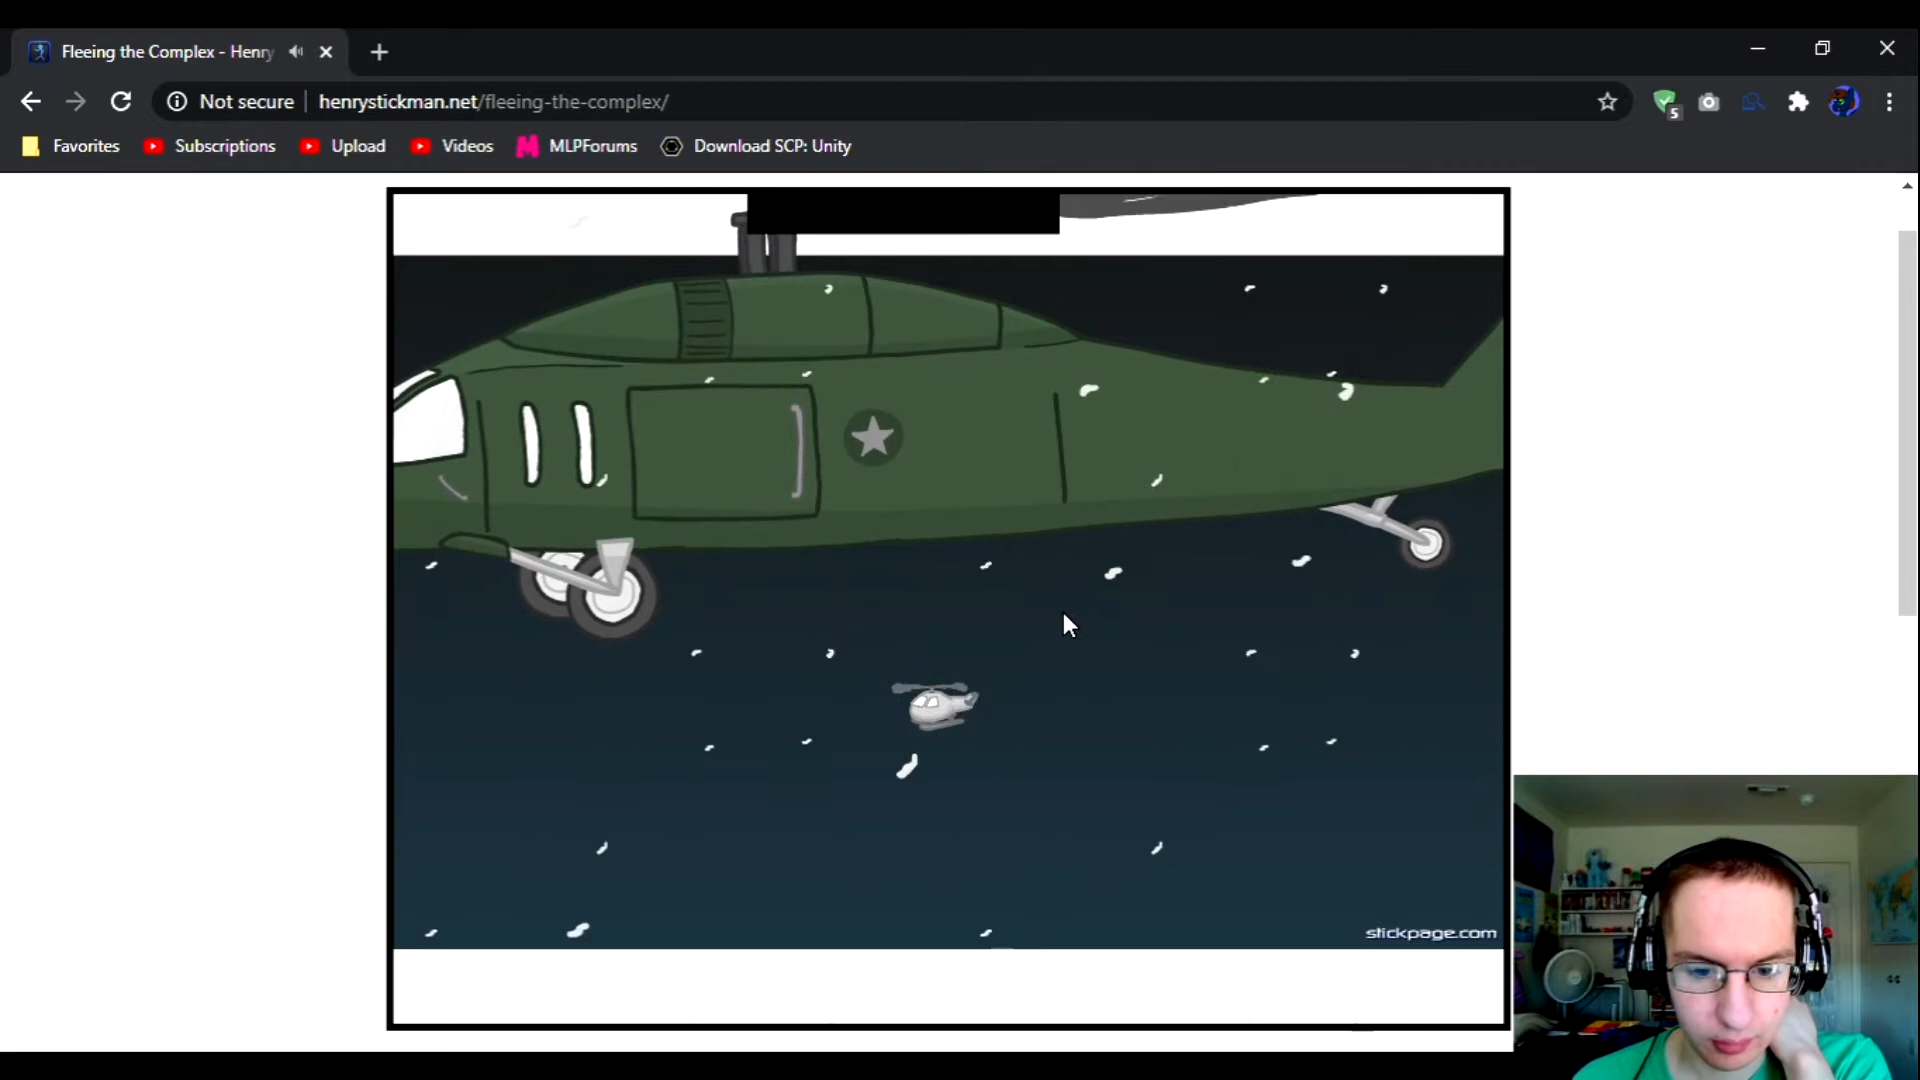 Fleeing the Complex - Henry
Not secure
henrystickman.net/fleeing-the-complex/
5
Favorites
Subscriptions
Upload
Videos
MLPForums
Download SCP: Unity
stickpage.com